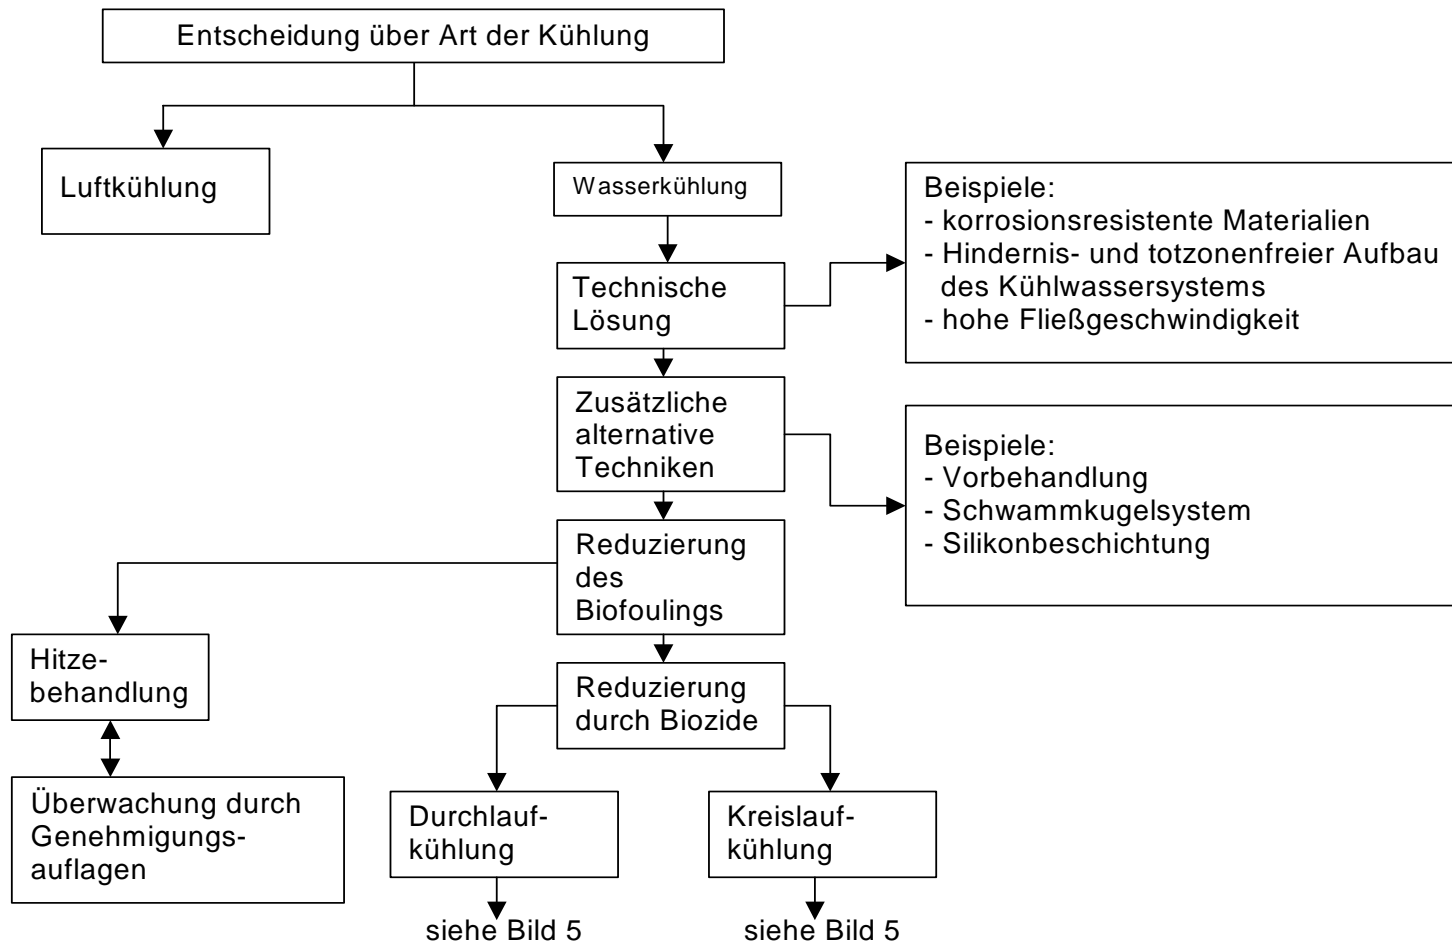 Entscheidung über Art der Kühlung
Luftkühlung
Wasserkühlung
Beispiele:
- korrosionsresistente Materialien
- Hindernis- und totzonenfreier Aufbau
des Kühlwassersystems
- hohe Fließgeschwindigkeit
Technische
Lösung
Zusätzliche
alternative
Techniken
Beispiele:
- Vorbehandlung
- Schwammkugelsystem
- Silikonbeschichtung
Reduzierung
des
Biofoulings
Hitze-
behandlung
Reduzierung
durch Biozide
Überwachung durch
Genehmigungs-
auflagen
Durchlauf-
kühlung
Kreislauf-
kühlung
siehe Bild 5
siehe Bild 5